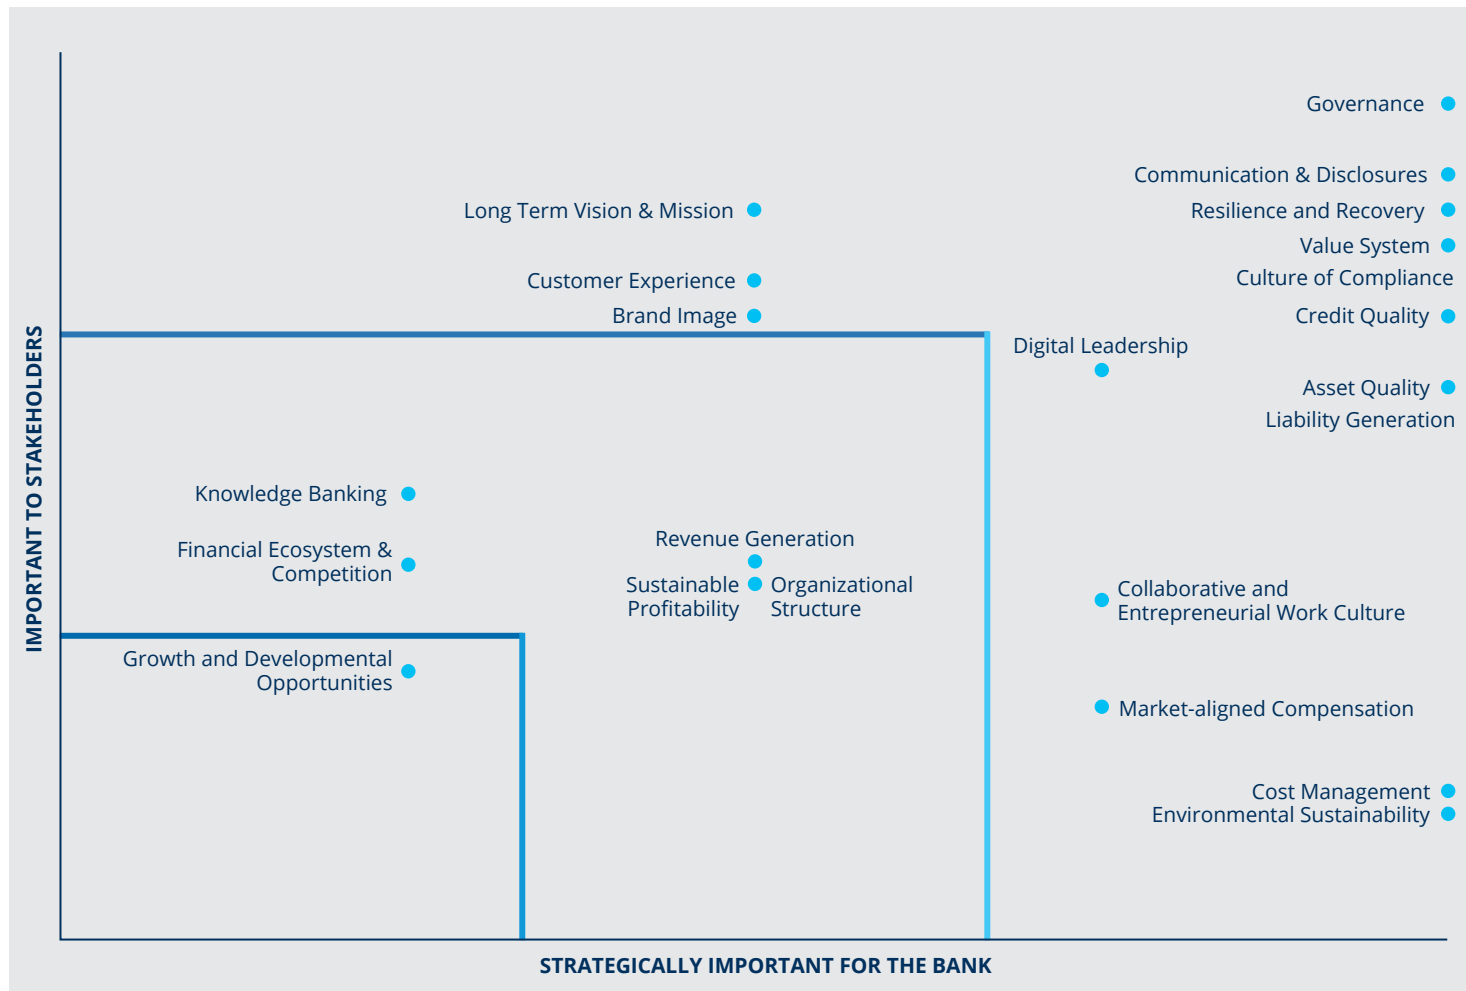 Governance
Communication & Disclosures
Long Term Vision & Mission
Resilience and Recovery
Value System
Customer Experience
Culture of Compliance
Brand Image
Credit Quality
Digital Leadership
Asset Quality
Liability Generation
IMPORTANT TO STAKEHOLDERS
Knowledge Banking
Financial Ecosystem &
Competition
Revenue Generation
Sustainable
Profitability
Organizational
Structure
Collaborative and
Entrepreneurial Work Culture
Growth and Developmental
Opportunities
Market-aligned Compensation
Cost Management
Environmental Sustainability
STRATEGICALLY IMPORTANT FOR THE BANK